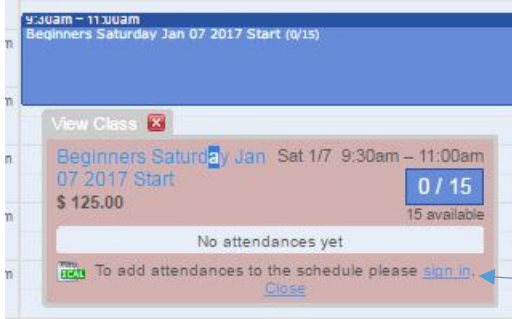 9:30am – 11:00am
Beginners Saturday Jan 07 2017 Start (0/15)
View Class
Beginners Saturday Jan 07 2017 Start
Sat 1/7 9:30am – 11:00am
$ 125.00
0 / 15
15 available
No attendances yet
ICAL To add attendances to the schedule please sign in.
Close